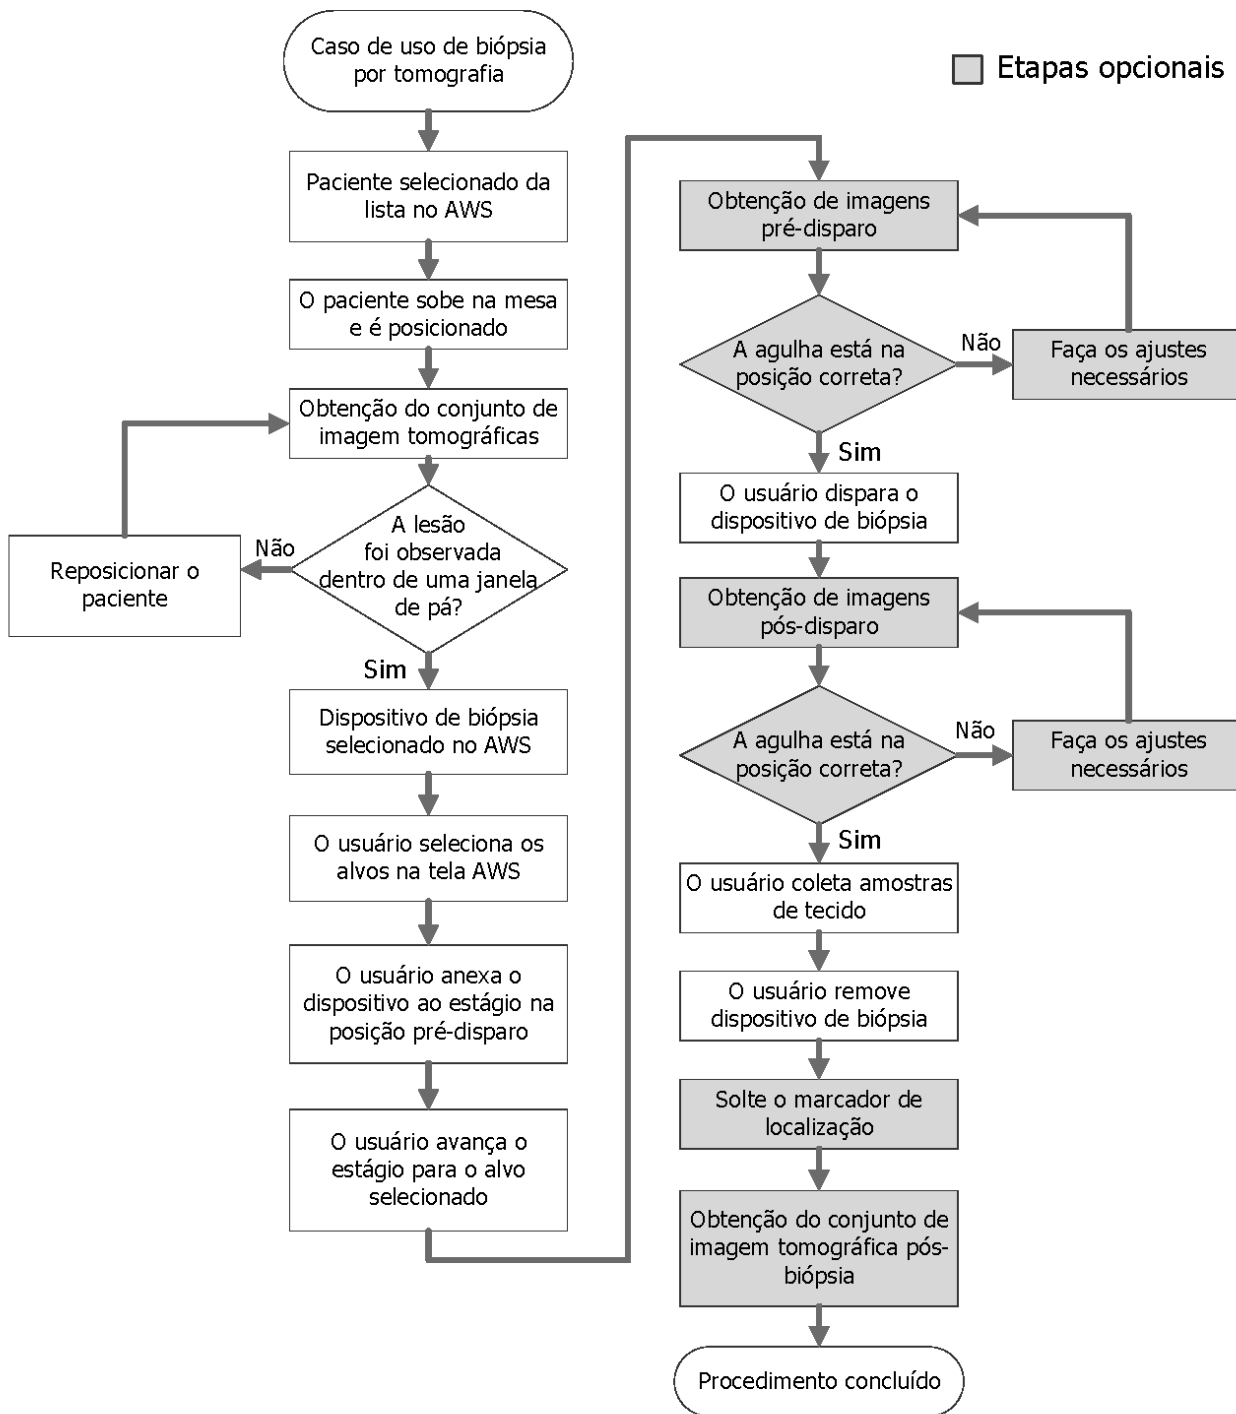 Caso de uso de biópsia
por tomografia
Paciente selecionado da
lista no AWS
O paciente sobe na mesa
e é posicionado
Obtenção do conjunto de
imagem tomográficas
A lesão
foi observada
dentro de uma janela
de pá?
Não
Reposicionar o
paciente
Sim
Dispositivo de biópsia
selecionado no AWS
O usuário seleciona os
alvos na tela AWS
O usuário anexa o
dispositivo ao estágio na
posição pré-disparo
O usuário avança o
estágio para o alvo
selecionado
Etapas opcionais
Obtenção de imagens
pré-disparo
A agulha está na
posição correta?
Não
Faça os ajustes
necessários
Sim
O usuário dispara o
dispositivo de biópsia
Obtenção de imagens
pós-disparo
A agulha está na
posição correta?
Não
Faça os ajustes
necessários
Sim
O usuário coleta amostras
de tecido
O usuário remove
dispositivo de biópsia
Solte o marcador de
localização
Obtenção do conjunto de
imagem tomográfica pós-
biópsia
Procedimento concluído